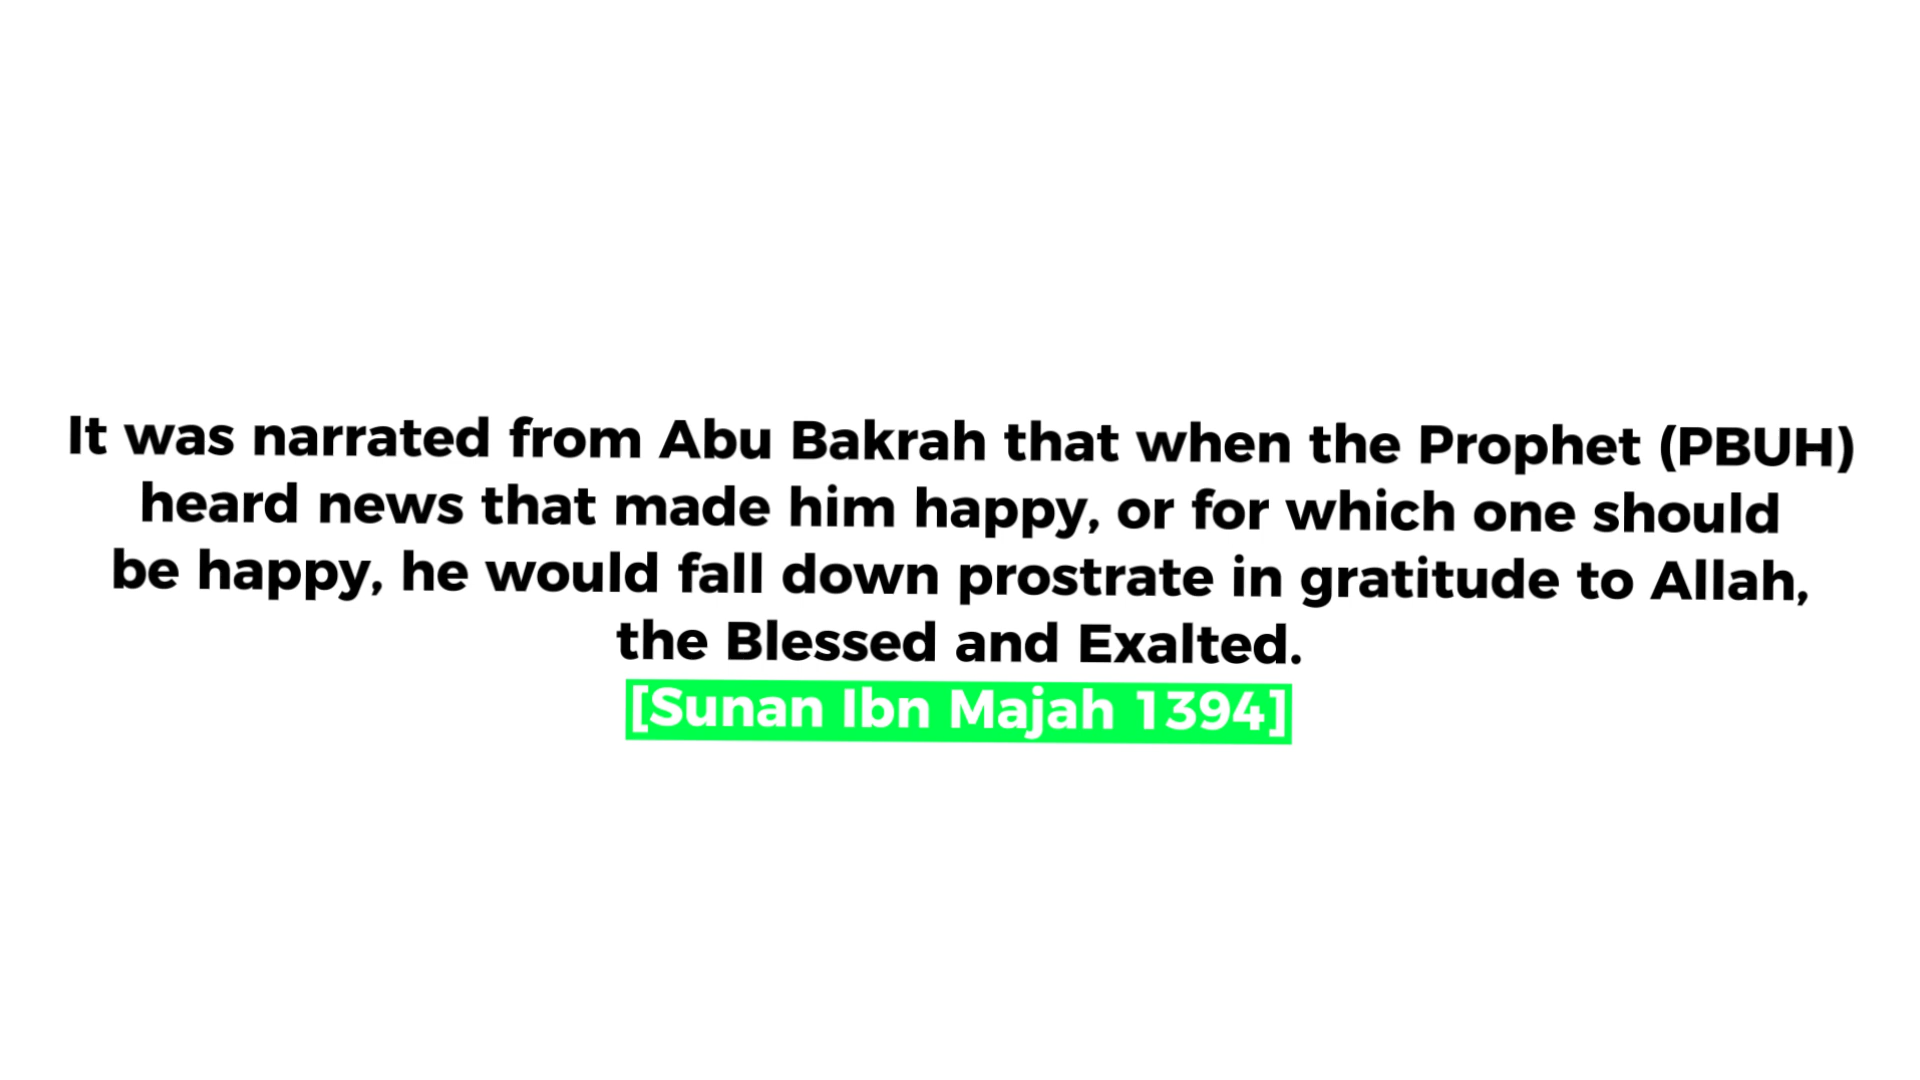 It was narrated from Abu Bakrah that when the Prophet (PBUH)
heard news that made him happy, or for which one should
be happy, he would fall down prostrate in gratitude to Allah,
the Blessed and Exalted.
[Sunan Ibn Majah 1394]